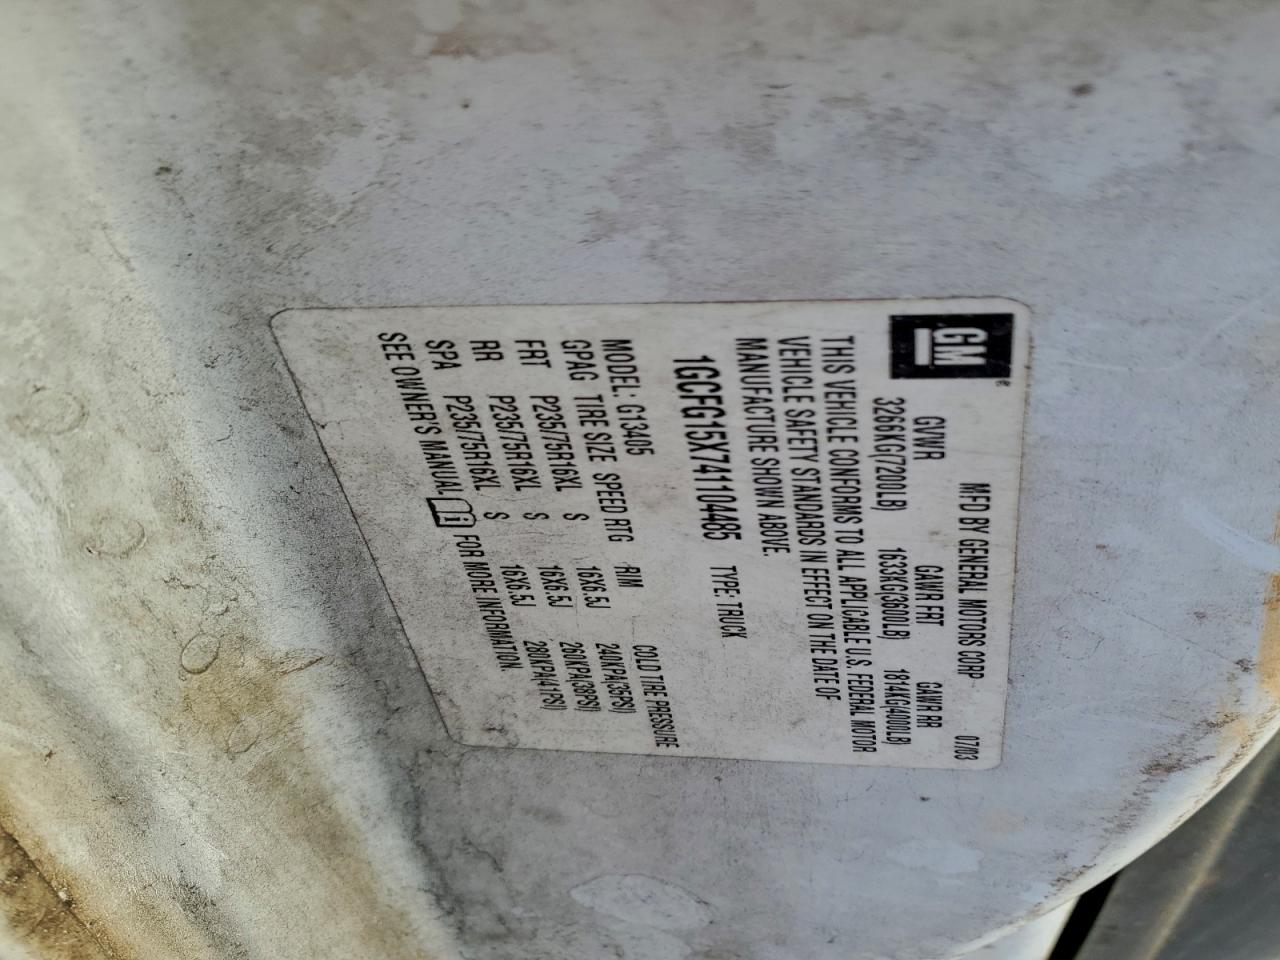 GM
MFD BY GENERAL MOTORS CORP 07/03
GVWR GAWR FRT GAWR RR
3266KG(7200LB) 1633KG(3600LB) 1814KG(4000LB)
THIS VEHICLE CONFORMS TO ALL APPLICABLE U.S. FEDERAL MOTOR
VEHICLE SAFETY STANDARDS IN EFFECT ON THE DATE OF
MANUFACTURE SHOWN ABOVE.
1GCFG15X741104485 TYPE: TRUCK
MODEL: G13405
GPAG TIRE SIZE SPEED RTG RIM COLD TIRE PRESSURE
FRT P235/75R16XL S 16X6.5J 240KPA(35PSI)
RR P235/75R16XL S 16X6.5J 260KPA(38PSI)
SPA P235/75R16XL S 16X6.5J 280KPA(41PSI)
SEE OWNER'S MANUAL FOR MORE INFORMATION.